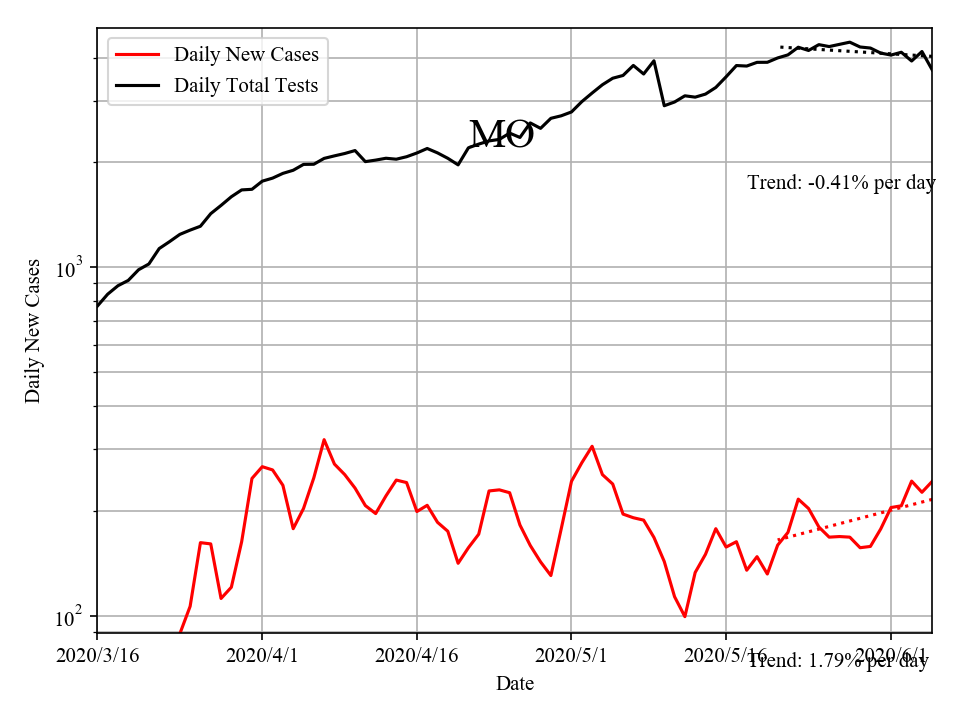 Daily New Cases
Daily Total Tests
MO
Trend: -0.41% per day
10³
10²
Daily New Cases
2020/3/16 2020/4/1 2020/4/16 2020/5/1 2020/5/16 2020/6/1
Trend: 1.79% per day
Date